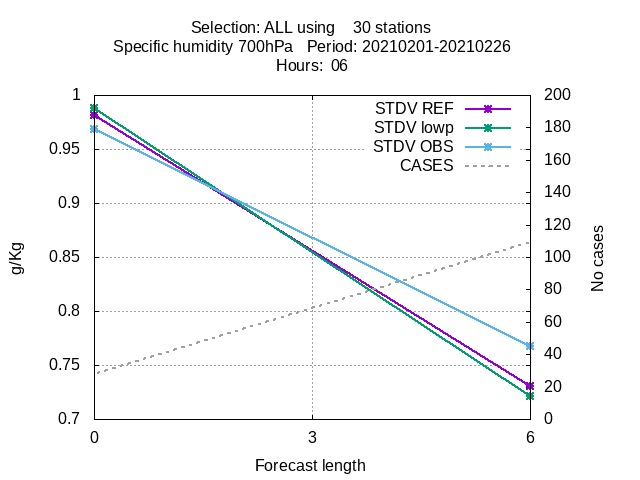 Selection: ALL using    30 stations
Specific humidity 700hPa   Period: 20210201-20210226
Hours:  06
1
0.95
0.9
0.85
0.8
0.75
0.7
g/Kg
STDV REF
STDV lowp
STDV OBS
CASES
200
180
160
140
120
100
80
60
40
20
0
No cases
0 3 6
Forecast length